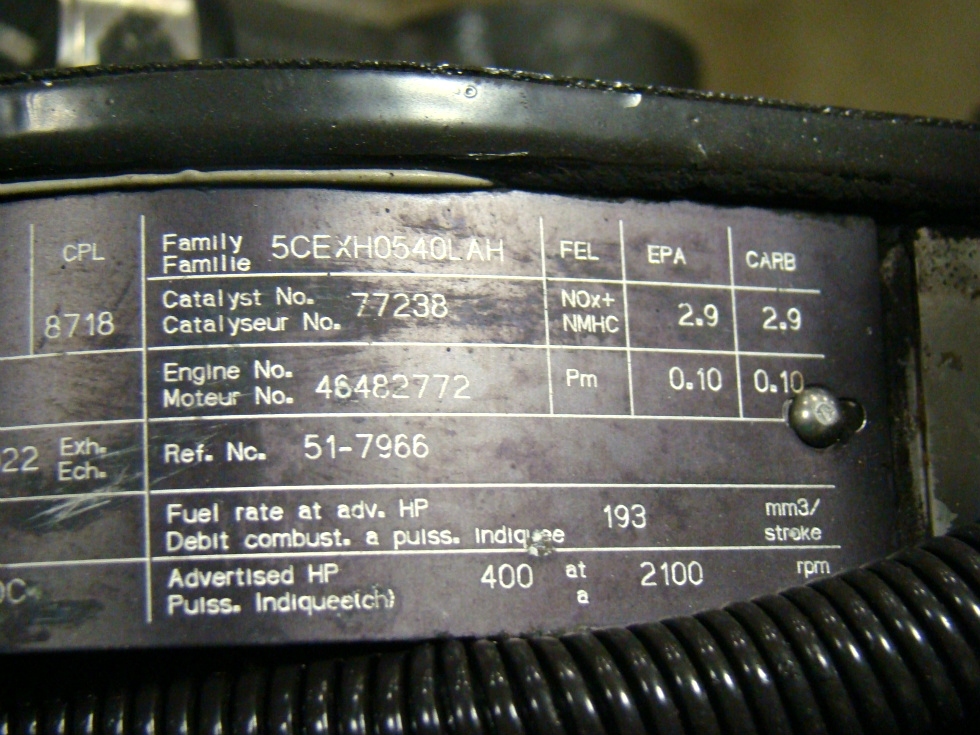 CPL
8718
Family 5CEXH0540LAH
Familie
FEL EPA CARB
Catalyst No. 77238
Catalyseur No.
NOx+ 2.9 2.9
NMHC
Engine No. 46482772
Moteur No.
Pm 0.10 0.10
22 Exh.
Ech.
Ref. No. 51-7966
Fuel rate at adv. HP 193 mm3/
Debit combust. a puiss. indiquee stroke
Advertised HP 400 at 2100 rpm
Puiss. Indiquee(ch) a